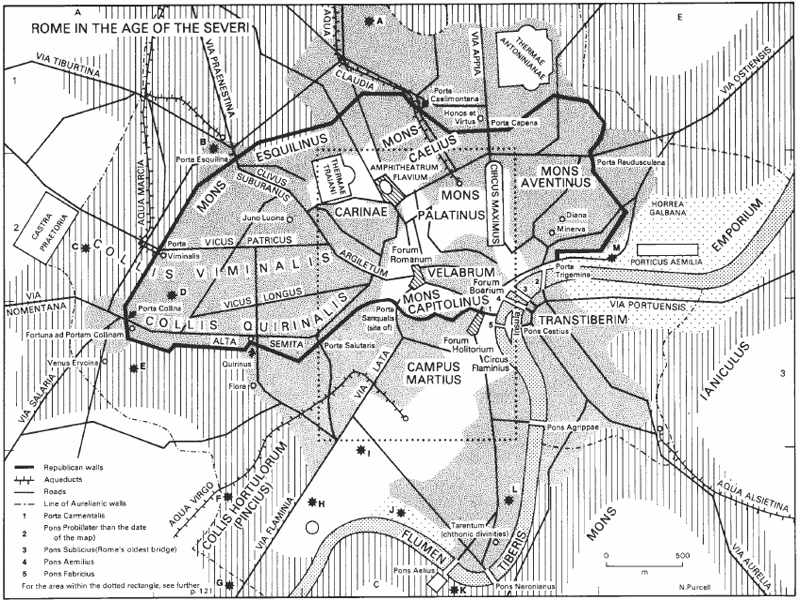 A
E
ROME IN THE AGE OF THE SEVERI
A
AQUA
VIA TIBURTINA
VIA PRAENESTINA
VIA APPIA
THERMAE
ANTONINIANAE
VIA OSTIENSIS
1
CLAUDIA
Porta
Caelimontana
Honos et
Virtus
Porta Capena
B
Porta Esquilina
MONS
ESQUILINUS
MONS
CAELIUS
Porta Raudusculana
AQUA MARCIA
CLIVUS
SUBURANUS
THERMAE
TRAIANI
AMPHITHEATRUM
FLAVIUM
CIRCUS MAXIMUS
MONS
AVENTINUS
HORREA
GALBANA
EMPORIUM
CASTRA
PRAETORIA
Juno Lucina
CARINAE
MONS
PALATINUS
Diana
Minerva
2
C
Porta
Viminalis
VICUS PATRICUS
ARGILETUM
Forum
Romanum
M
PORTICUS AEMILIA
COLLIS VIMINALIS
VELABRUM
Porta
Trigemina
D
VICUS LONGUS
MONS
CAPITOLINUS
Forum
Boarium
1
2
3
4
5
VIA PORTUENSIS
VIA
NOMENTANA
Porta Collina
COLLIS QUIRINALIS
Porta
Sanqualis
(site of)
Insula
TRANSTIBERIM
Pons Cestius
Fortuna ad Portam Collinam
ALTA
SEMITA
Porta Salutaris
Forum
Holitorium
Circus
Flaminius
Venus Erycina
E
Quirinus
Flora
VIA LATA
CAMPUS
MARTIUS
IANICULUS
3
VIA SALARIA
Pons Agrippae
Republican walls
Aqueducts
Roads
Line of Aurelianic walls
1 Porta Carmentalis
2 Pons Probi(later than the date
of the map)
3 Pons Sublicius(Rome's oldest bridge)
4 Pons Aemilius
5 Pons Fabricius
For the area within the dotted rectangle, see further
p. 121
AQUA VIRGO
F
COLLIS HORTULORUM
(PINCIUS)
VIA FLAMINIA
I
H
J
L
G
Tarentum
(chthonic divinities)
FLUMEN
TIBERIS
Pons Aelius
K
Pons Neronianus
C
MONS
AQUA ALSIETINA
VIA AURELIA
0 500
m
N.Purcell